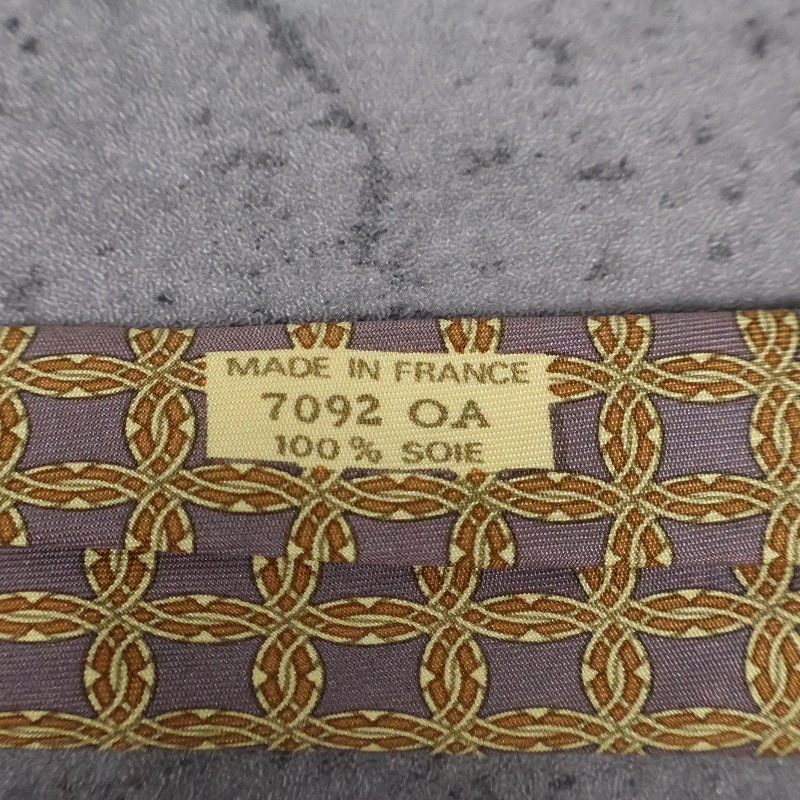 MADE IN FRANCE
7092 OA
100 % SOIE